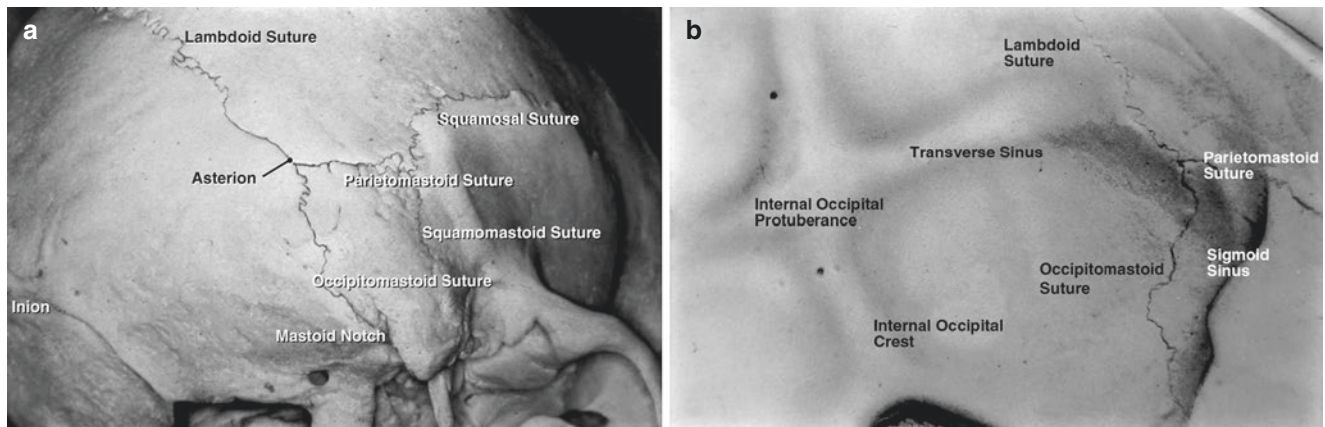 a
Lambdoid Suture
Squamosal Suture
Asterion
Parietomastoid Suture
Squamomastoid Suture
Occipitomastoid Suture
Inion
Mastoid Notch
b
Lambdoid
Suture
Transverse Sinus
Parietomastoid
Suture
Internal Occipital
Protuberance
Sigmoid
Sinus
Occipitomastoid
Suture
Internal Occipital
Crest